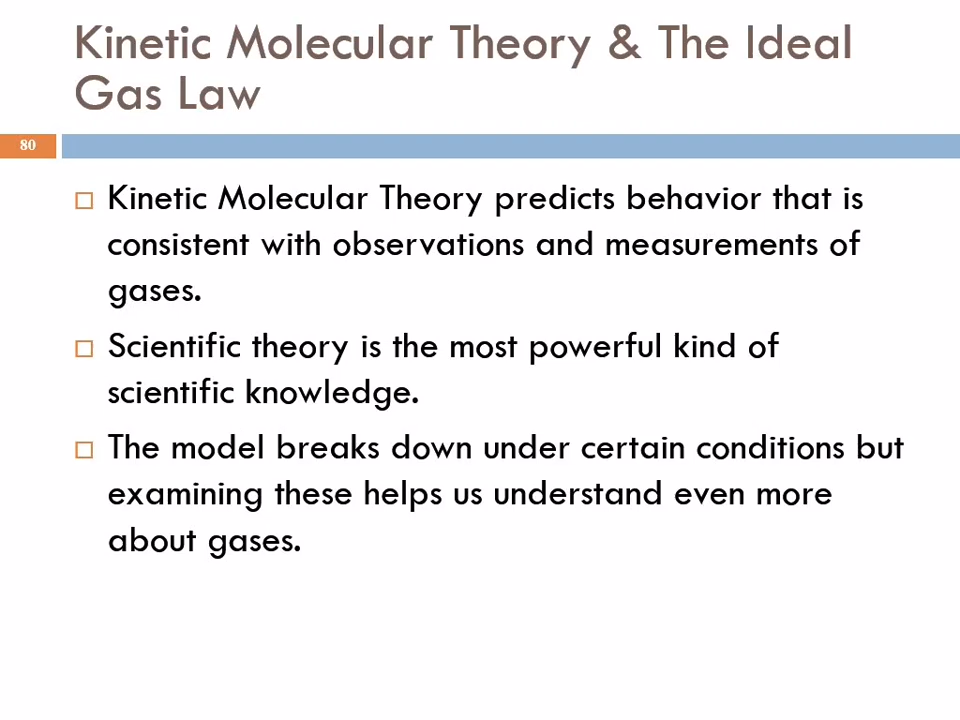 Kinetic Molecular Theory & The Ideal
Gas Law
80
Kinetic Molecular Theory predicts behavior that is
consistent with observations and measurements of
gases.
Scientific theory is the most powerful kind of
scientific knowledge.
The model breaks down under certain conditions but
examining these helps us understand even more
about gases.